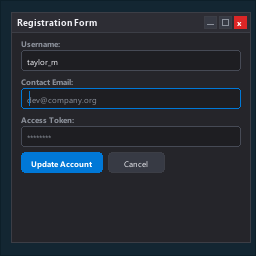 Registration Form
Username:
taylor_m
Contact Email:
dev@company.org
Access Token:
********
Update Account
Cancel